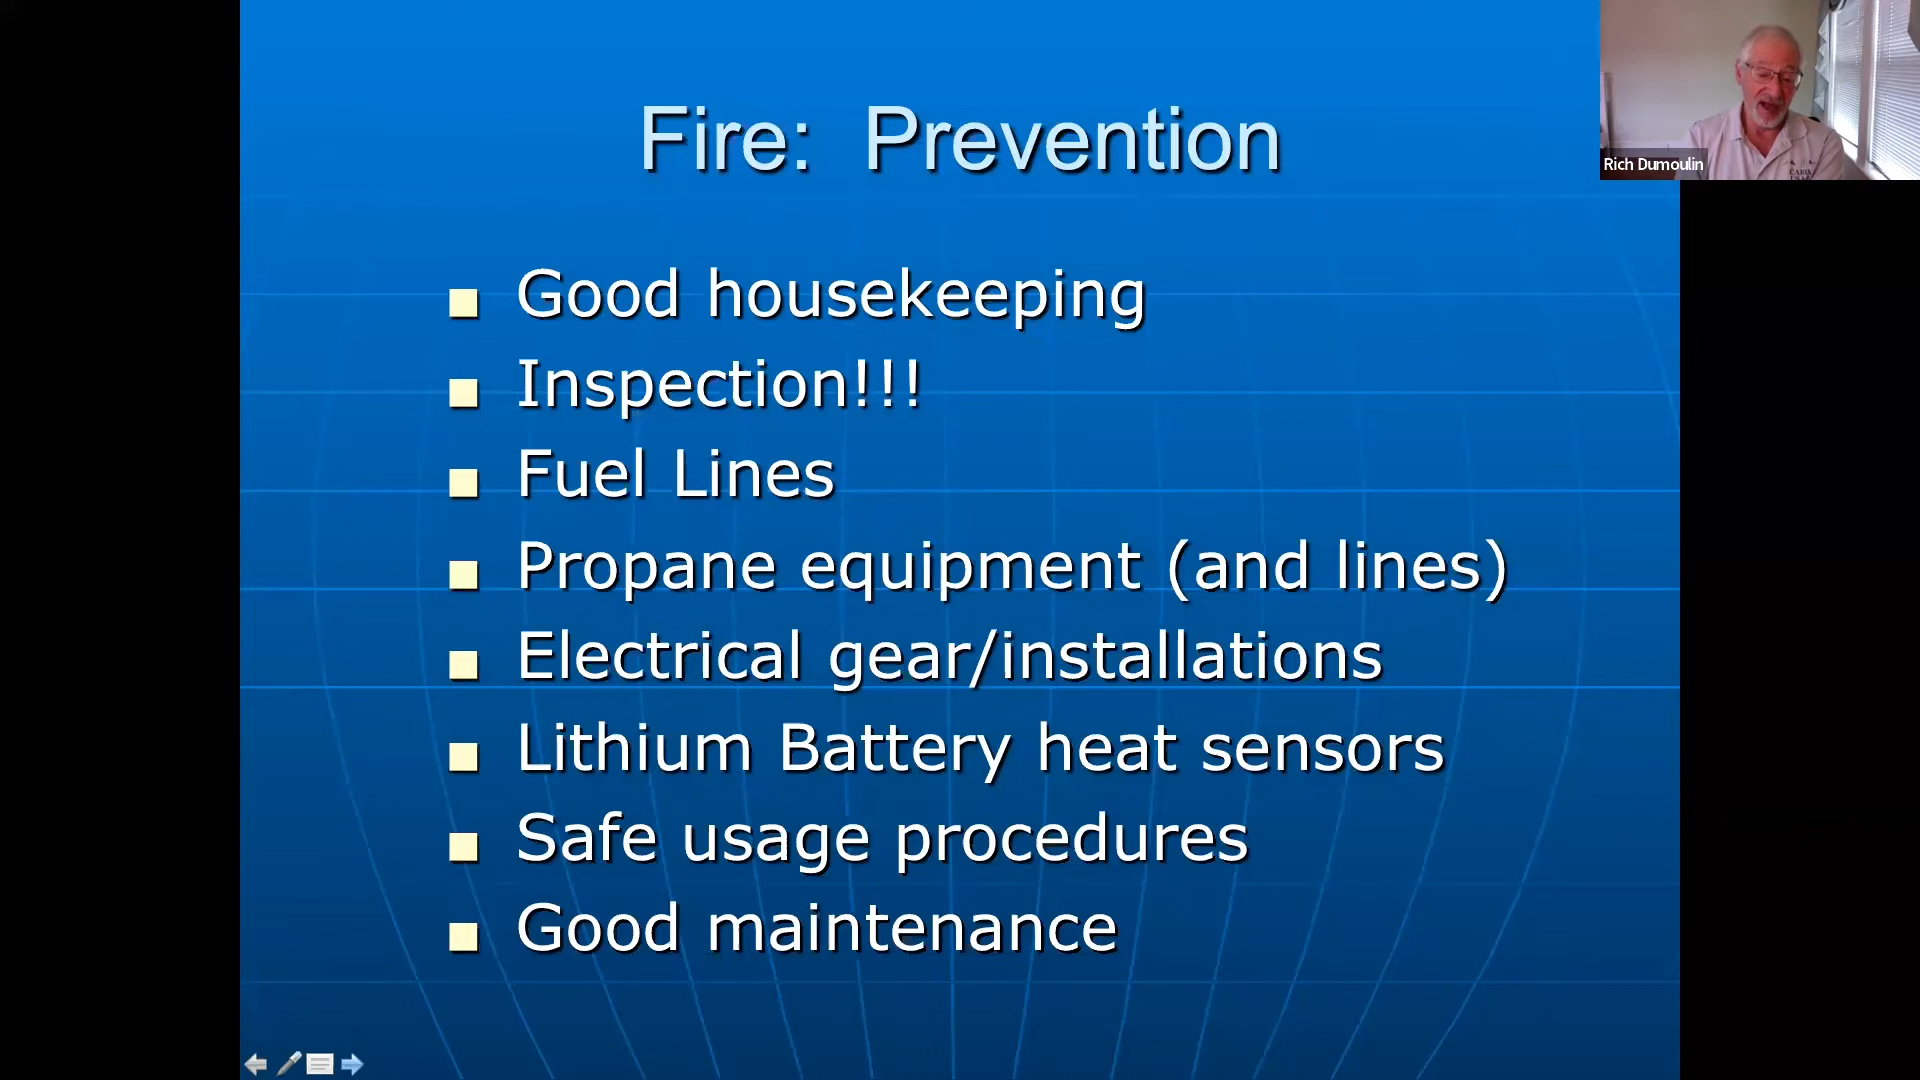 Fire: Prevention
Good housekeeping
Inspection!!!
Fuel Lines
Propane equipment (and lines)
Electrical gear/installations
Lithium Battery heat sensors
Safe usage procedures
Good maintenance
Rich Dumoulin